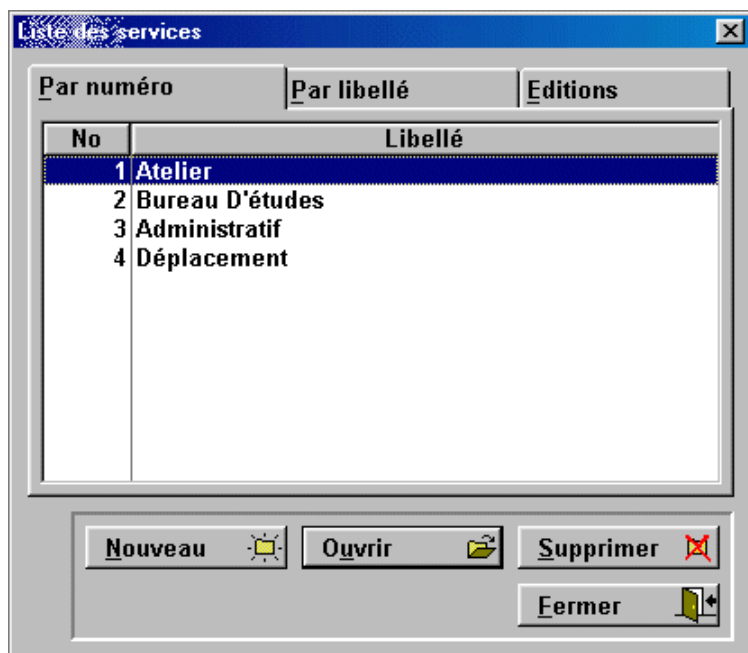 Liste des services
Par numéro Par libellé Editions
No Libellé
1 Atelier
2 Bureau D'études
3 Administratif
4 Déplacement
Nouveau Ouvrir Supprimer
Fermer